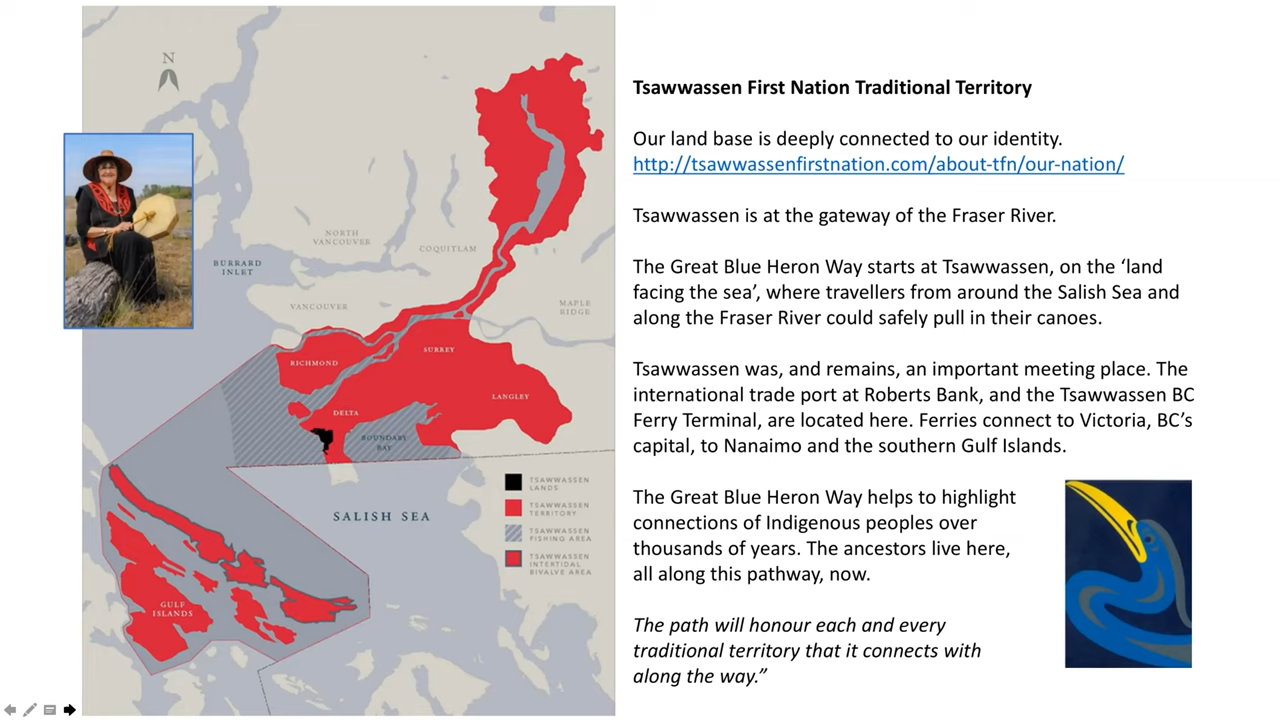 N
NORTH
VANCOUVER
COQUITLAM
BURRARD
INLET
VANCOUVER
MAPLE
RIDGE
RICHMOND
SURREY
LANGLEY
DELTA
BOUNDARY
BAY
SALISH SEA
GULF
ISLANDS
TSAWWASSEN
LANDS
TSAWWASSEN
TERRITORY
TSAWWASSEN
FISHING AREA
TSAWWASSEN
INTERTIDAL
BIVALVE AREA
Tsawwassen First Nation Traditional Territory
Our land base is deeply connected to our identity.
http://tsawwassenfirstnation.com/about-tfn/our-nation/
Tsawwassen is at the gateway of the Fraser River.
The Great Blue Heron Way starts at Tsawwassen, on the ‘land
facing the sea’, where travellers from around the Salish Sea and
along the Fraser River could safely pull in their canoes.
Tsawwassen was, and remains, an important meeting place. The
international trade port at Roberts Bank, and the Tsawwassen BC
Ferry Terminal, are located here. Ferries connect to Victoria, BC’s
capital, to Nanaimo and the southern Gulf Islands.
The Great Blue Heron Way helps to highlight
connections of Indigenous peoples over
thousands of years. The ancestors live here,
all along this pathway, now.
The path will honour each and every
traditional territory that it connects with
along the way.”